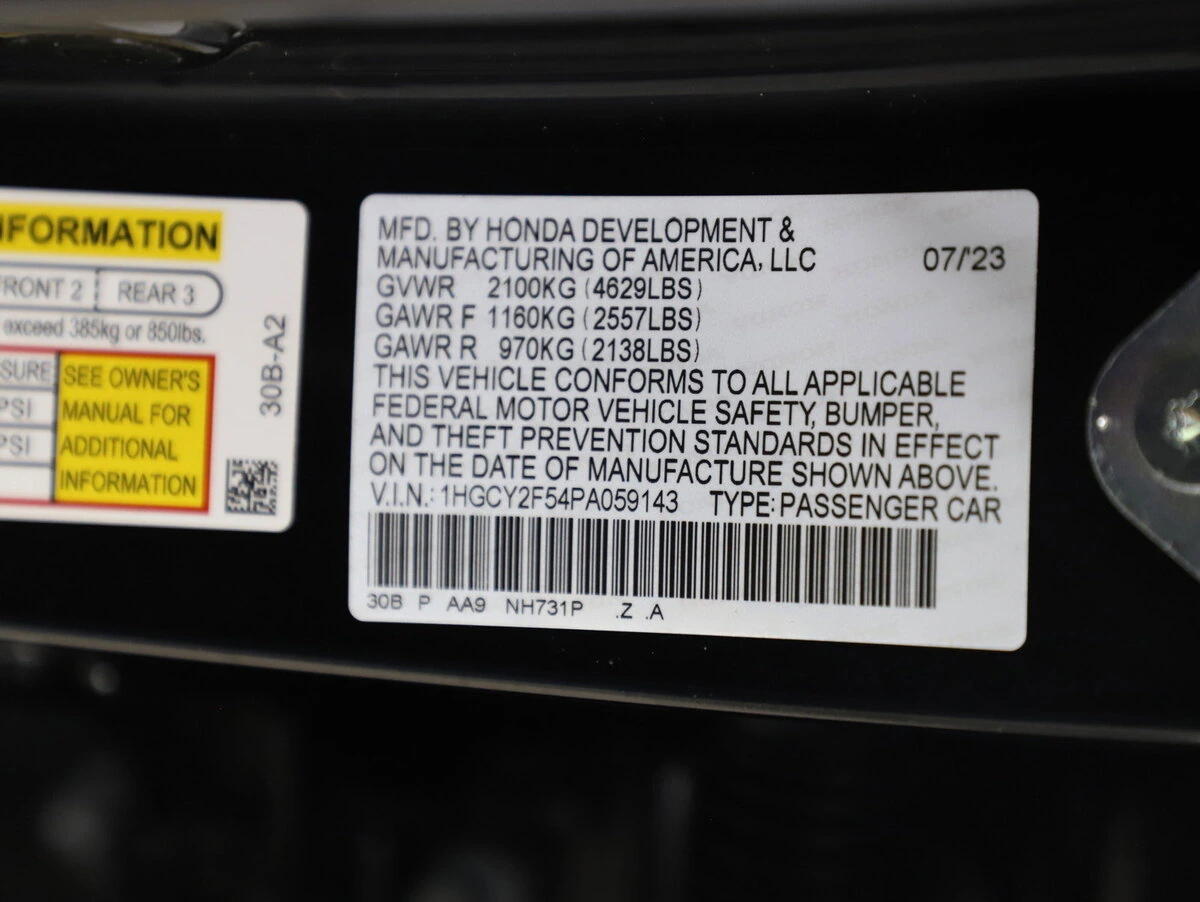 NFORMATION
FRONT 2 REAR 3
exceed 385kg or 850lbs.
SURE
PSI
PSI
SEE OWNER'S
MANUAL FOR
ADDITIONAL
INFORMATION
30B-A2
MFD. BY HONDA DEVELOPMENT &
MANUFACTURING OF AMERICA, LLC 07/'23
GVWR 2100KG (4629LBS)
GAWR F 1160KG (2557LBS)
GAWR R 970KG (2138LBS)
THIS VEHICLE CONFORMS TO ALL APPLICABLE
FEDERAL MOTOR VEHICLE SAFETY, BUMPER,
AND THEFT PREVENTION STANDARDS IN EFFECT
ON THE DATE OF MANUFACTURE SHOWN ABOVE.
V.I.N.: 1HGCY2F54PA059143 TYPE: PASSENGER CAR
30B P AA9 NH731P .Z .A